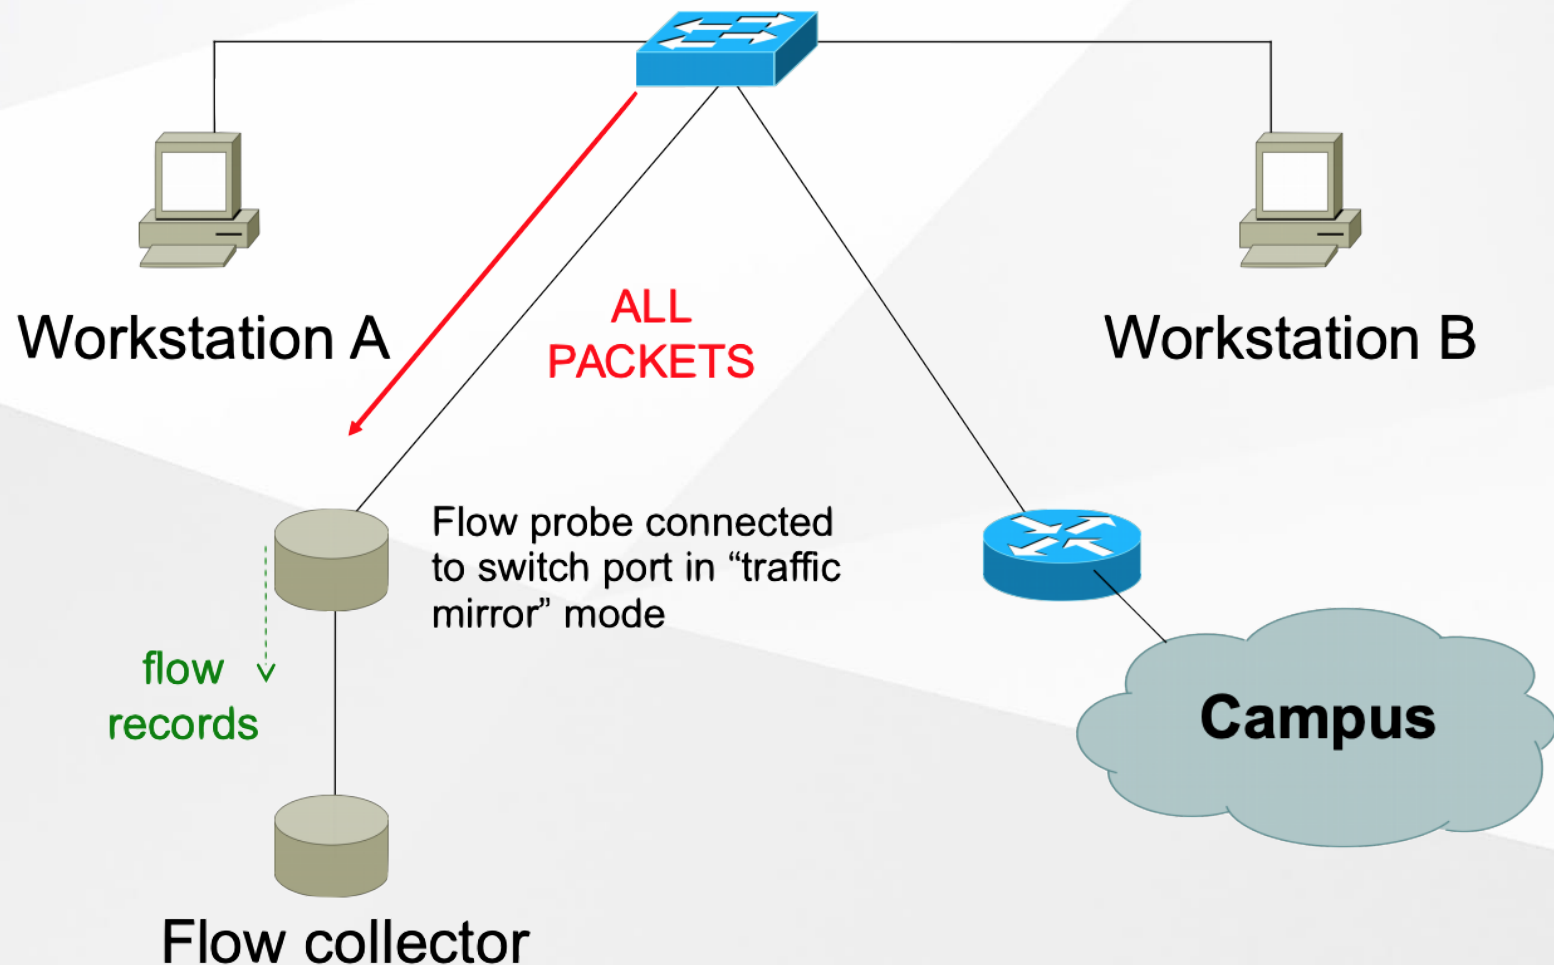 Workstation A
ALL
PACKETS
Workstation B
Flow probe connected
to switch port in “traffic
mirror” mode
flow
records
Campus
Flow collector